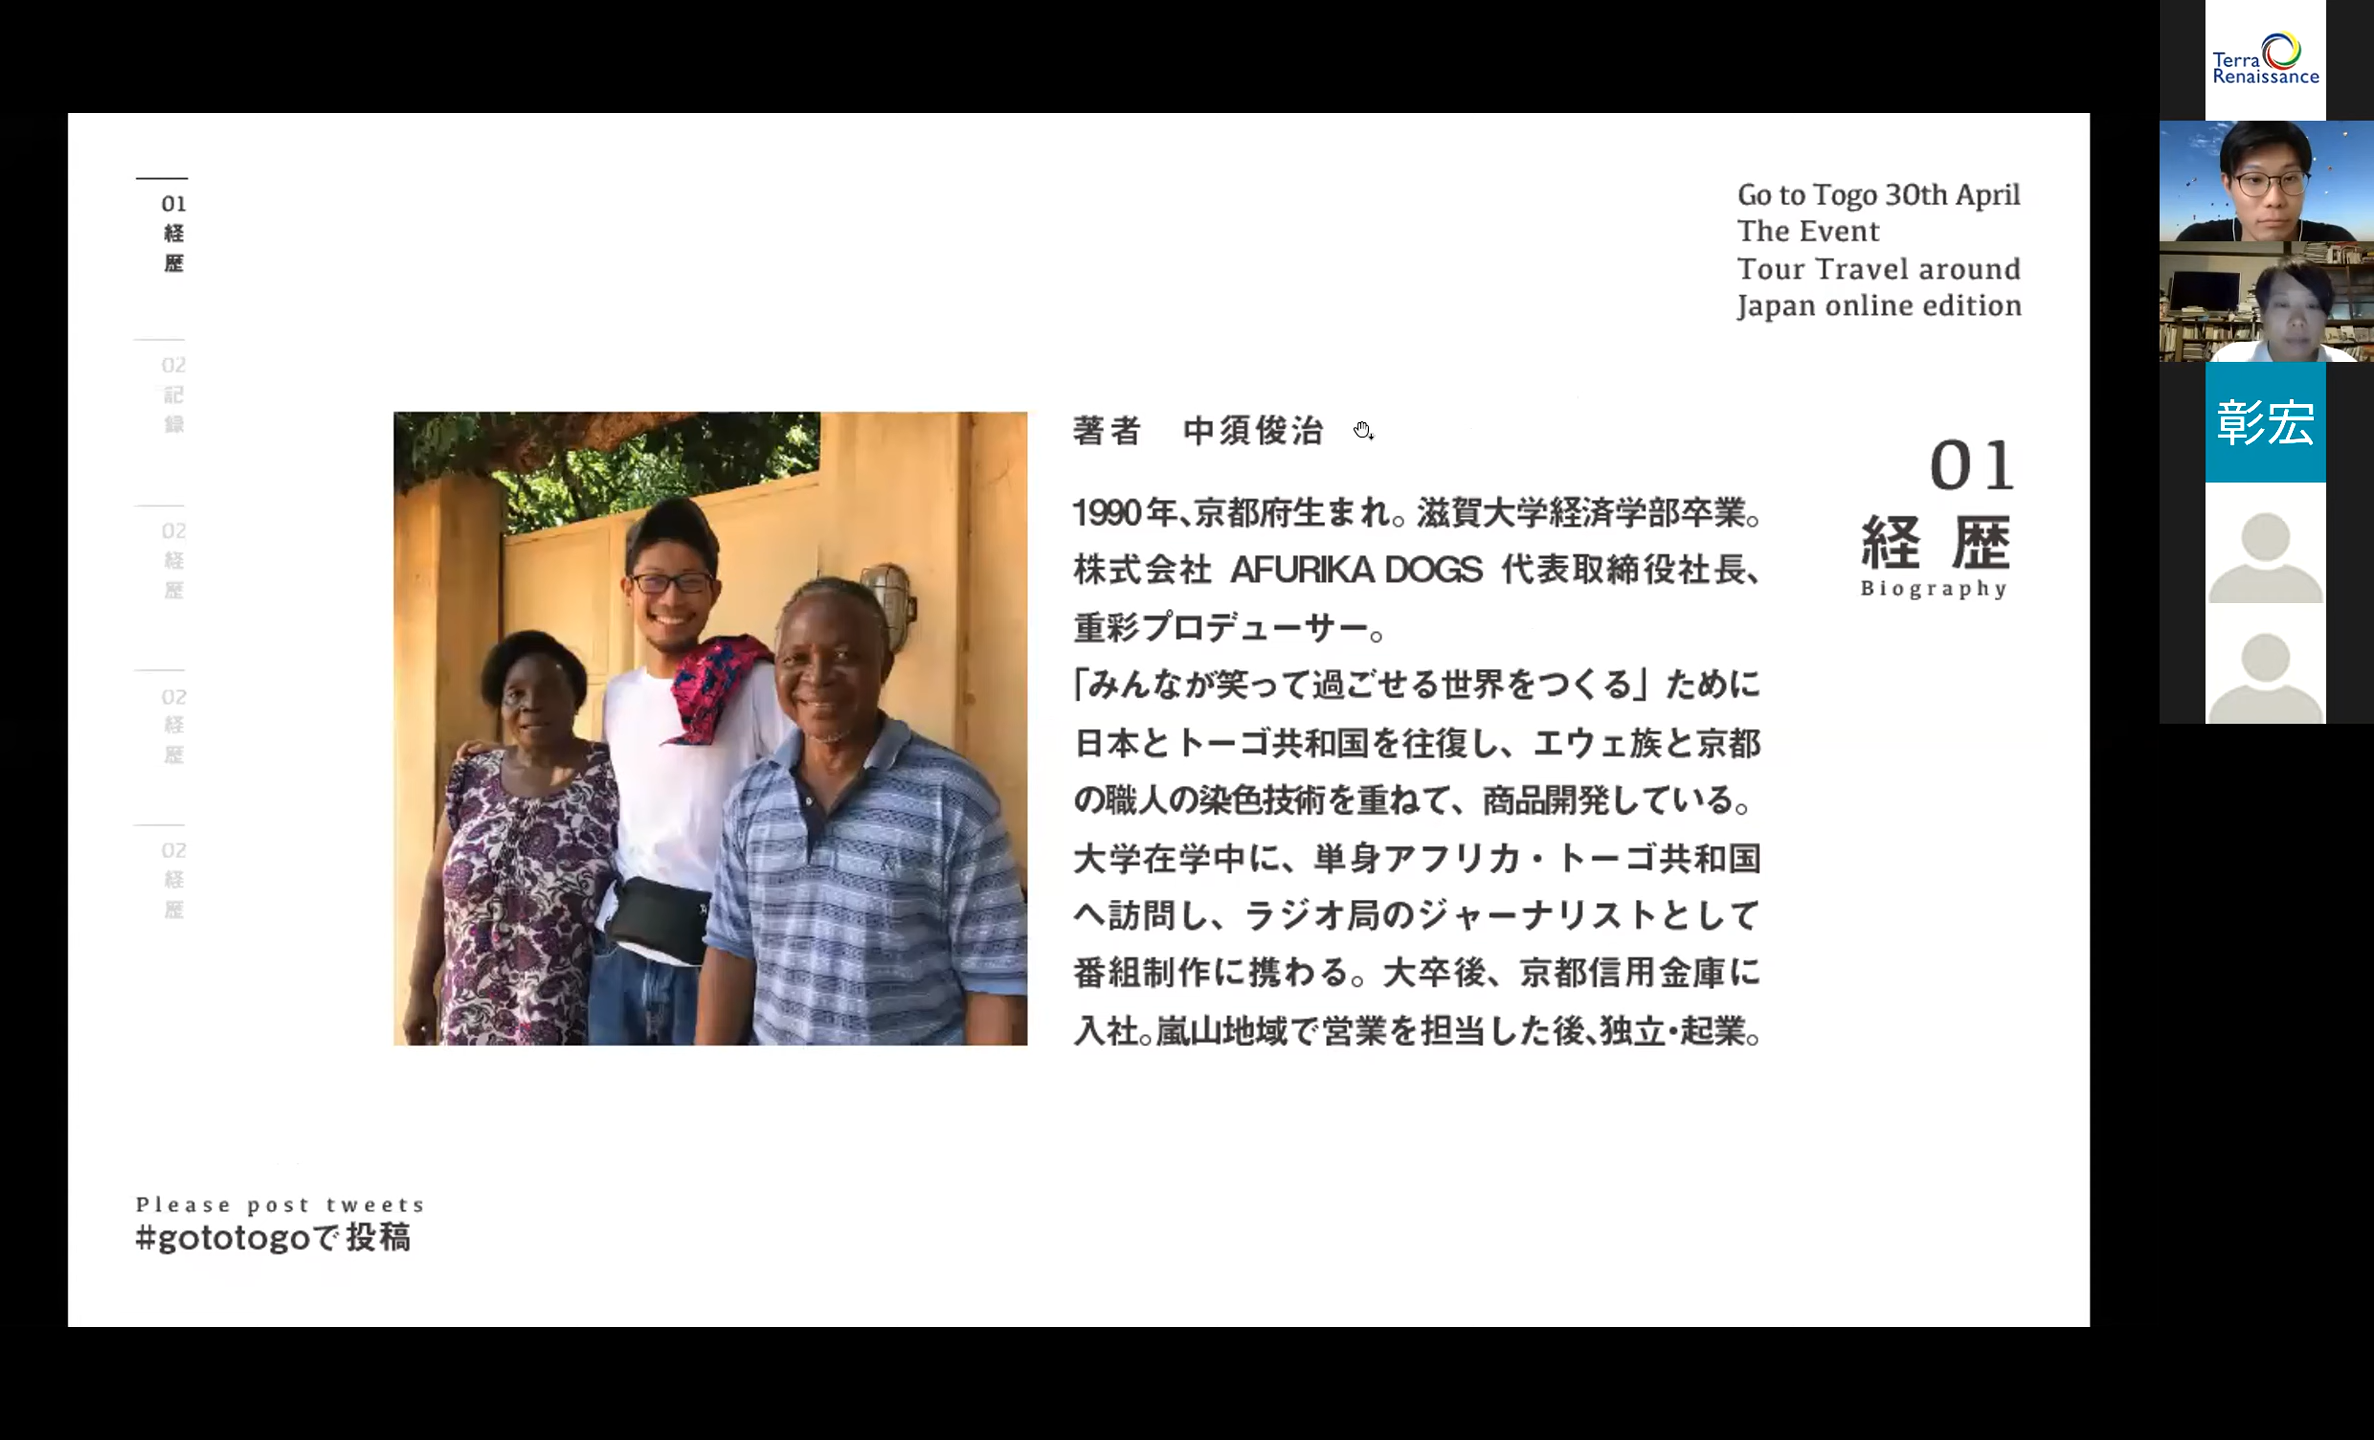 01
経
歴
02
記
録
02
経
歴
02
経
歴
02
経
歴
Go to Togo 30th April
The Event
Tour Travel around
Japan online edition
著者 中須俊治
1990年、京都府生まれ。滋賀大学経済学部卒業。
株式会社 AFURIKA DOGS 代表取締役社長、
重彩プロデューサー。
「みんなが笑って過ごせる世界をつくる」ために
日本とトーゴ共和国を往復し、エウェ族と京都
の職人の染色技術を重ねて、商品開発している。
大学在学中に、単身アフリカ・トーゴ共和国
へ訪問し、ラジオ局のジャーナリストとして
番組制作に携わる。大卒後、京都信用金庫に
入社。嵐山地域で営業を担当した後、独立・起業。
01
経歴
Biography
Please post tweets
#gototogoで投稿
Terra
Renaissance
彰宏